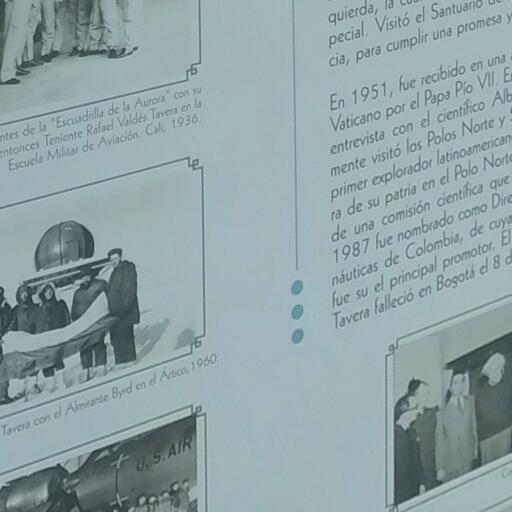 ntes de la "Escuadrilla de la Aurora" con su
entonces Teniente Rafael Valdés Tavera en la
Escuela Militar de Aviación. Cali, 1936.
Tavera con el Almirante Byrd en el Ártico, 1960.
U.S. AIR
quierda, la
pecial. Visitó el Santuario de
cia, para cumplir una promesa y
En 1951, fue recibido en una
Vaticano por el Papa Pío VII. E
entrevista con el científico Alb
mente visitó los Polos Norte y S
primer explorador latinoamerican
ra de su patria en el Polo Norte
de una comisión científica que
1987 fue nombrado como Dire
náuticas de Colombia, de cuya
fue su el principal promotor. El
Tavera falleció en Bogotá el 8 d